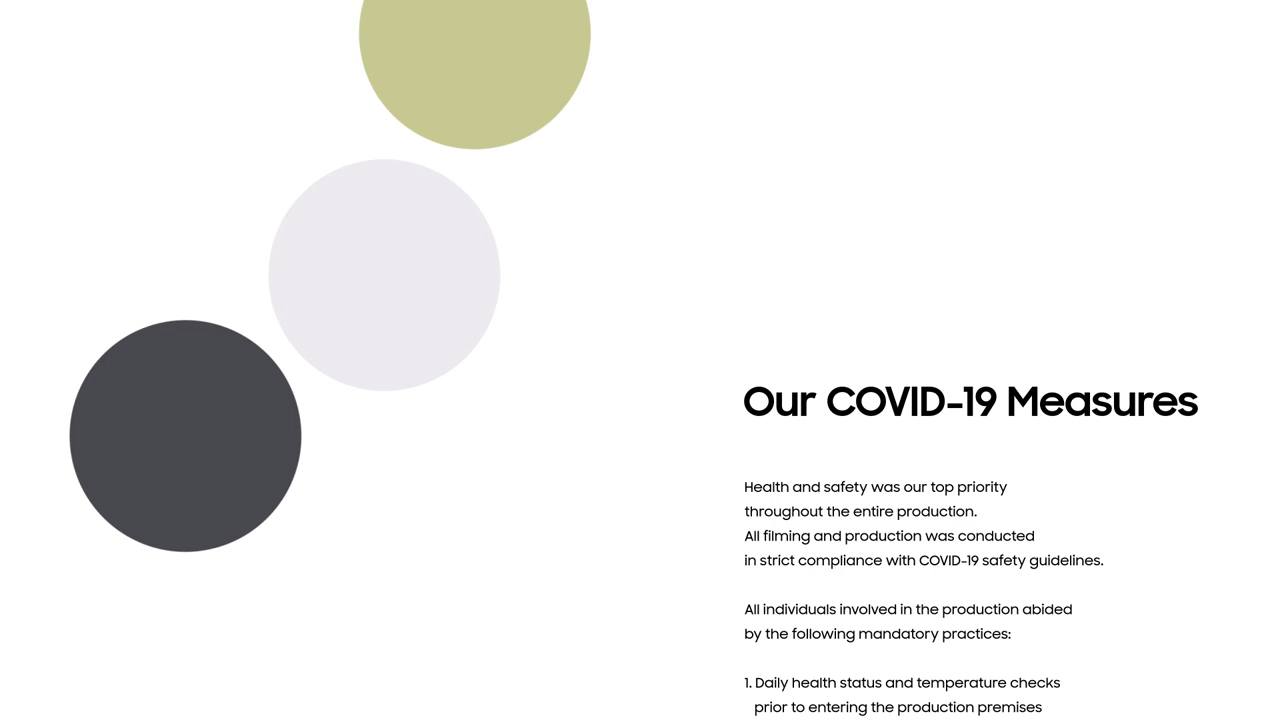 Our COVID-19 Measures
Health and safety was our top priority
throughout the entire production.
All filming and production was conducted
in strict compliance with COVID-19 safety guidelines.
All individuals involved in the production abided
by the following mandatory practices:
1. Daily health status and temperature checks
prior to entering the production premises